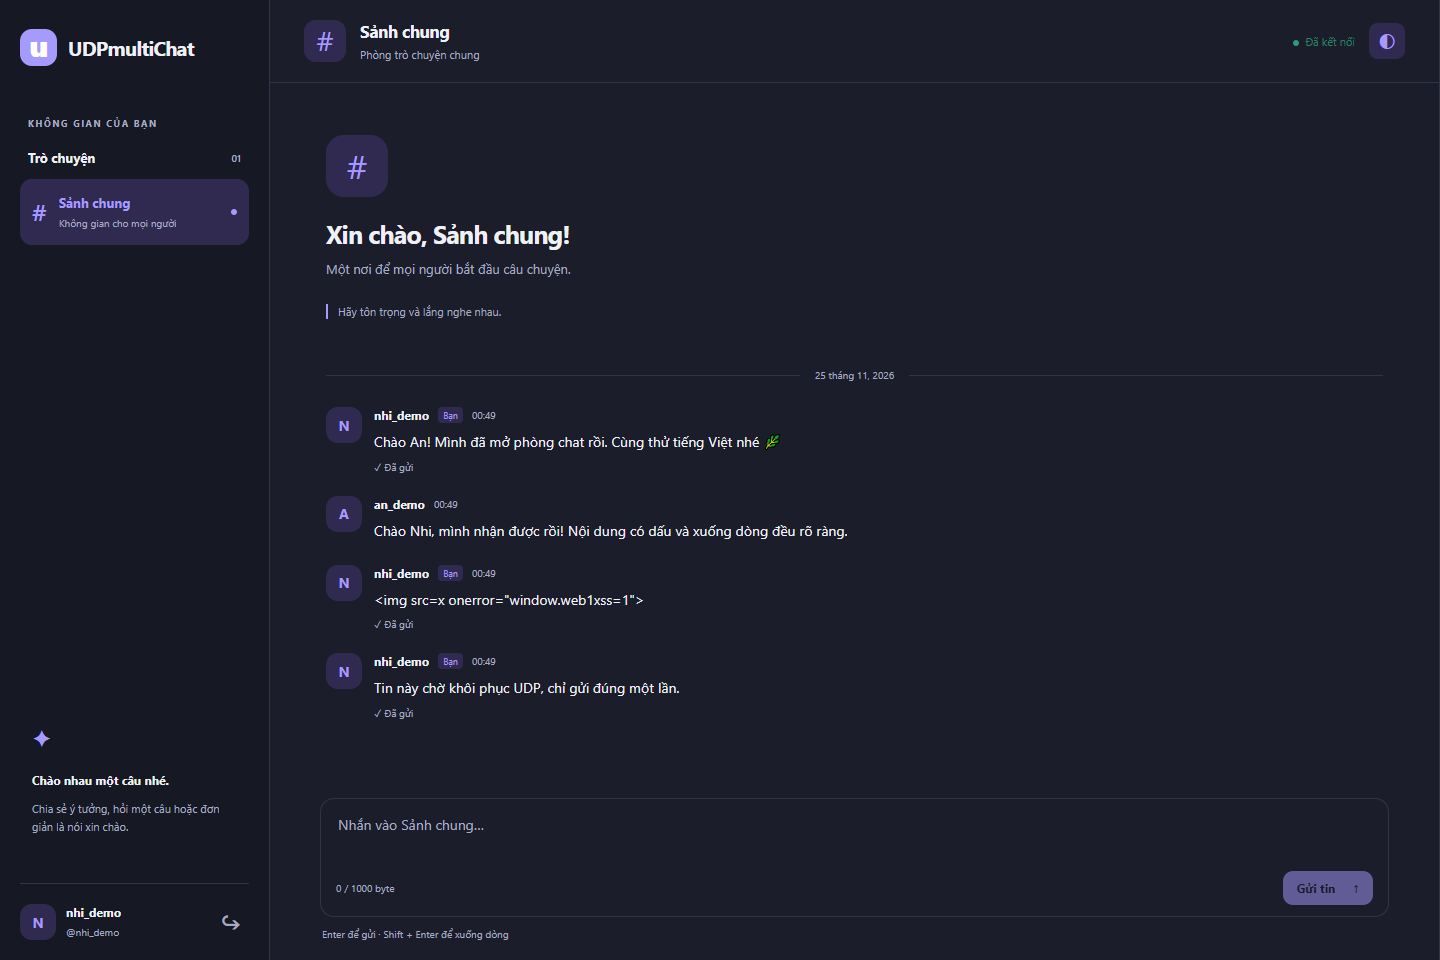 u UDPmultiChat
KHÔNG GIAN CỦA BẠN
Trò chuyện 01
# Sảnh chung
Không gian cho mọi người
✦
Chào nhau một câu nhé.
Chia sẻ ý tưởng, hỏi một câu hoặc đơn
giản là nói xin chào.
N nhi_demo
@nhi_demo
# Sảnh chung
Phòng trò chuyện chung
Đã kết nối
#
Xin chào, Sảnh chung!
Một nơi để mọi người bắt đầu câu chuyện.
Hãy tôn trọng và lắng nghe nhau.
25 tháng 11, 2026
N nhi_demo Bạn 00:49
Chào An! Mình đã mở phòng chat rồi. Cùng thử tiếng Việt nhé 🌿
✓ Đã gửi
A an_demo 00:49
Chào Nhi, mình nhận được rồi! Nội dung có dấu và xuống dòng đều rõ ràng.
N nhi_demo Bạn 00:49
<img src=x onerror="window.web1xss=1">
✓ Đã gửi
N nhi_demo Bạn 00:49
Tin này chờ khôi phục UDP, chỉ gửi đúng một lần.
✓ Đã gửi
Nhắn vào Sảnh chung...
0 / 1000 byte
Gửi tin ↑
Enter để gửi · Shift + Enter để xuống dòng